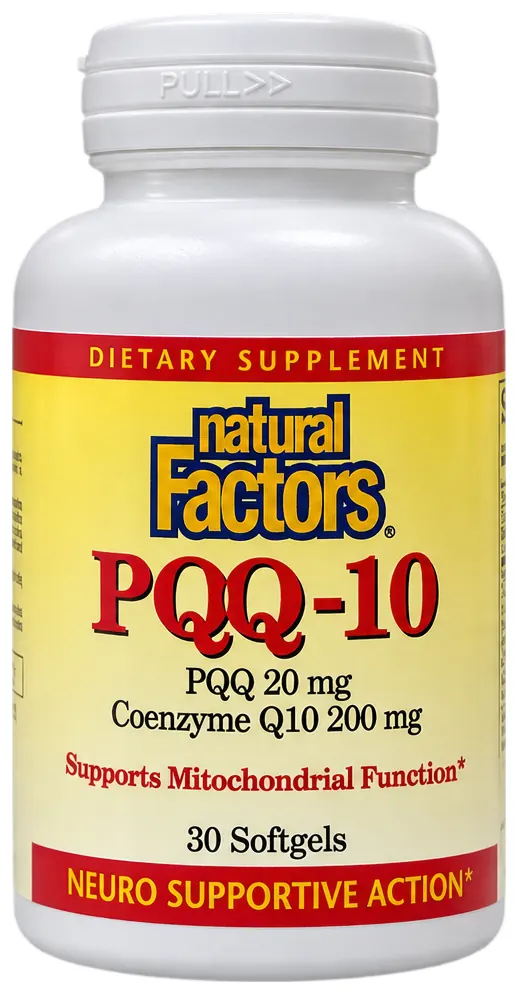 PULL>>
DIETARY SUPPLEMENT
natural
Factors®
PQQ-10
PQQ 20 mg
Coenzyme Q10 200 mg
Supports Mitochondrial Function*
30 Softgels
NEURO SUPPORTIVE ACTION*